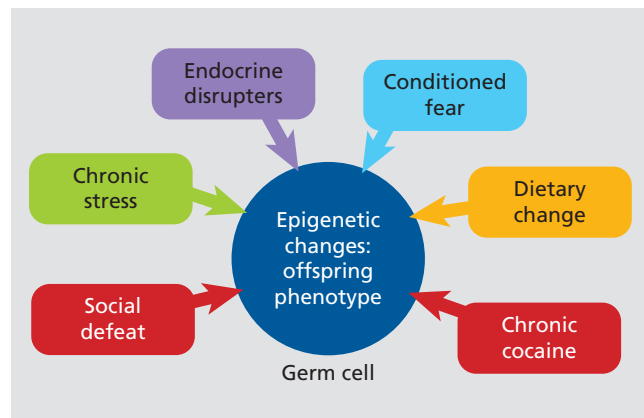 Endocrine
disrupters
Conditioned
fear
Chronic
stress
Dietary
change
Epigenetic
changes:
offspring
phenotype
Social
defeat
Chronic
cocaine
Germ cell